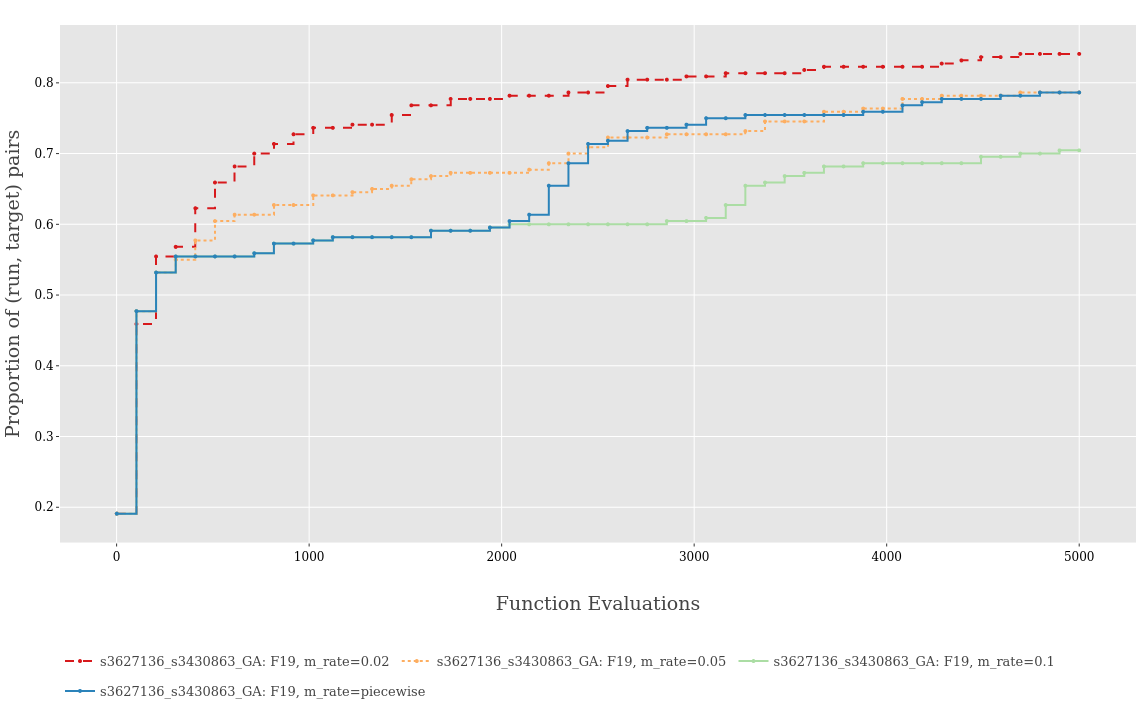 Proportion of (run, target) pairs
0.8
0.7
0.6
0.5
0.4
0.3
0.2
0 1000 2000 3000 4000 5000
Function Evaluations
s3627136_s3430863_GA: F19, m_rate=0.02 s3627136_s3430863_GA: F19, m_rate=0.05 s3627136_s3430863_GA: F19, m_rate=0.1
s3627136_s3430863_GA: F19, m_rate=piecewise